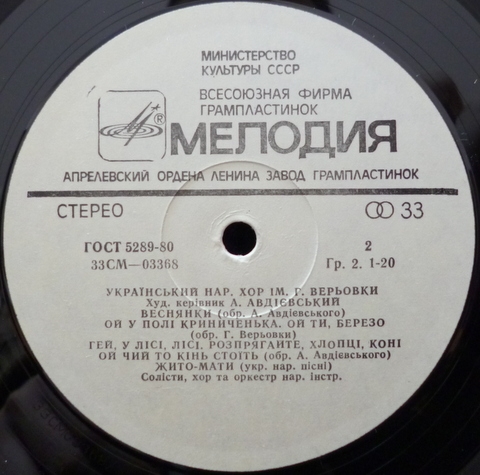 МИНИСТЕРСТВО
КУЛЬТУРЫ СССР
ВСЕСОЮЗНАЯ ФИРМА
ГРАМПЛАСТИНОК
® МЕЛОДИЯ
АПРЕЛЕВСКИЙ ОРДЕНА ЛЕНИНА ЗАВОД ГРАМПЛАСТИНОК
СТЕРЕО 33
ГОСТ 5289-80 2
33СМ—03368 Гр. 2. 1-20
УКРАЇНСЬКИЙ НАР. ХОР ІМ. Г. ВЕРЬОВКИ
Худ. керівник А. АВДІЄВСЬКИЙ
ВЕСНЯНКИ (обр. А. Авдієвського)
ОЙ У ПОЛІ КРИНИЧЕНЬКА. ОЙ ТИ, БЕРЕЗО
(обр. Г. Верьовки)
ГЕЙ, У ЛІСІ, ЛІСІ. РОЗПРЯГАЙТЕ, ХЛОПЦІ, КОНІ
ОЙ ЧИЙ ТО КІНЬ СТОЇТЬ (обр. А. Авдієвського)
ЖИТО-МАТИ (укр. нар. пісні)
Солісти, хор та оркестр нар. інстр.